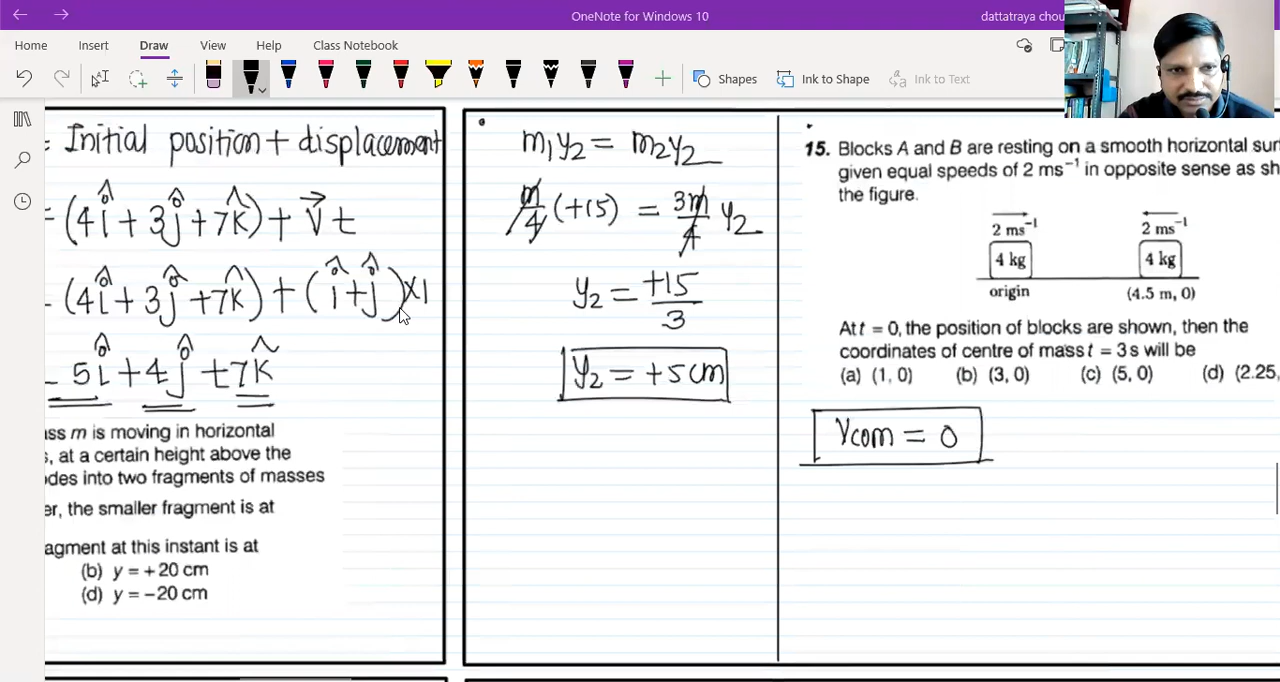 OneNote for Windows 10
dattatraya chou
Home Insert Draw View Help Class Notebook
Shapes Ink to Shape Ink to Text
= Initial position + displacement
= (4î + 3ĵ + 7k̂) + V⃗ t
= (4î + 3ĵ + 7k̂) + (î + ĵ)×1
= 5î + 4ĵ + 7k̂
ass m is moving in horizontal
s, at a certain height above the
odes into two fragments of masses
er, the smaller fragment is at
agment at this instant is at
(b) y = + 20 cm
(d) y = −20 cm
m₁y₂ = m₂y₂
m/4 (+15) = 3m/4 y₂
y₂ = +15/3
y₂ = +5 cm
15. Blocks A and B are resting on a smooth horizontal sur
given equal speeds of 2 ms⁻¹ in opposite sense as sh
the figure.
2 ms⁻¹ 2 ms⁻¹
4 kg 4 kg
origin (4.5 m, 0)
At t = 0, the position of blocks are shown, then the
coordinates of centre of mass t = 3 s will be
(a) (1, 0) (b) (3, 0) (c) (5, 0) (d) (2.25,
Vcom = 0